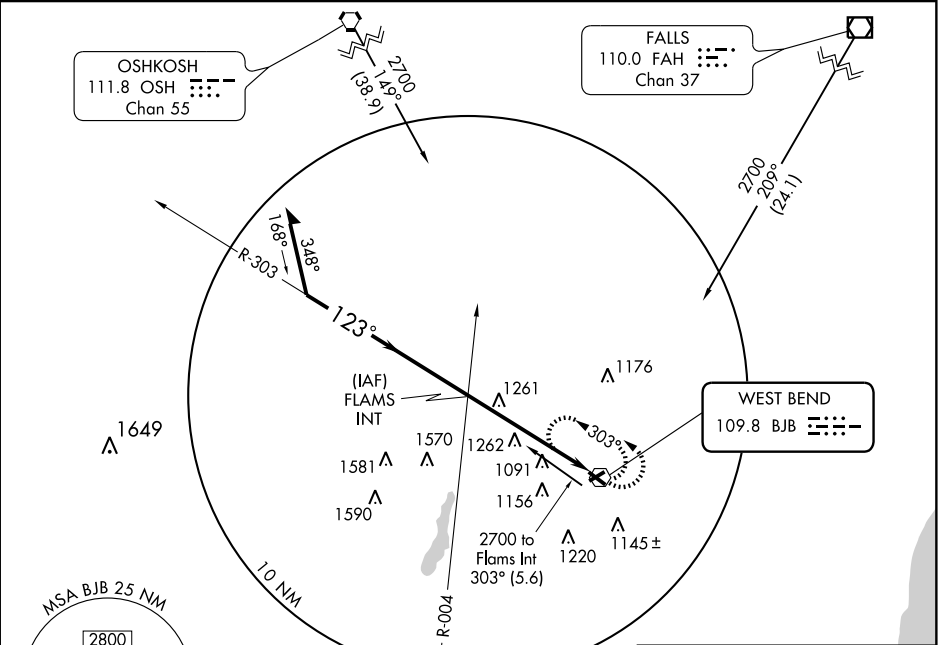 OSHKOSH
111.8 OSH
Chan 55
2700
149°
(38.9)
FALLS
110.0 FAH
Chan 37
2700
209°
(24.1)
R-303
168°
348°
123°
(IAF)
FLAMS
INT
1261
1176
WEST BEND
109.8 BJB
1649
1570
1581
1590
1262
1091
1156
303°
2700 to
Flams Int
303° (5.6)
1220
1145±
10 NM
R-004
MSA BJB 25 NM
2800